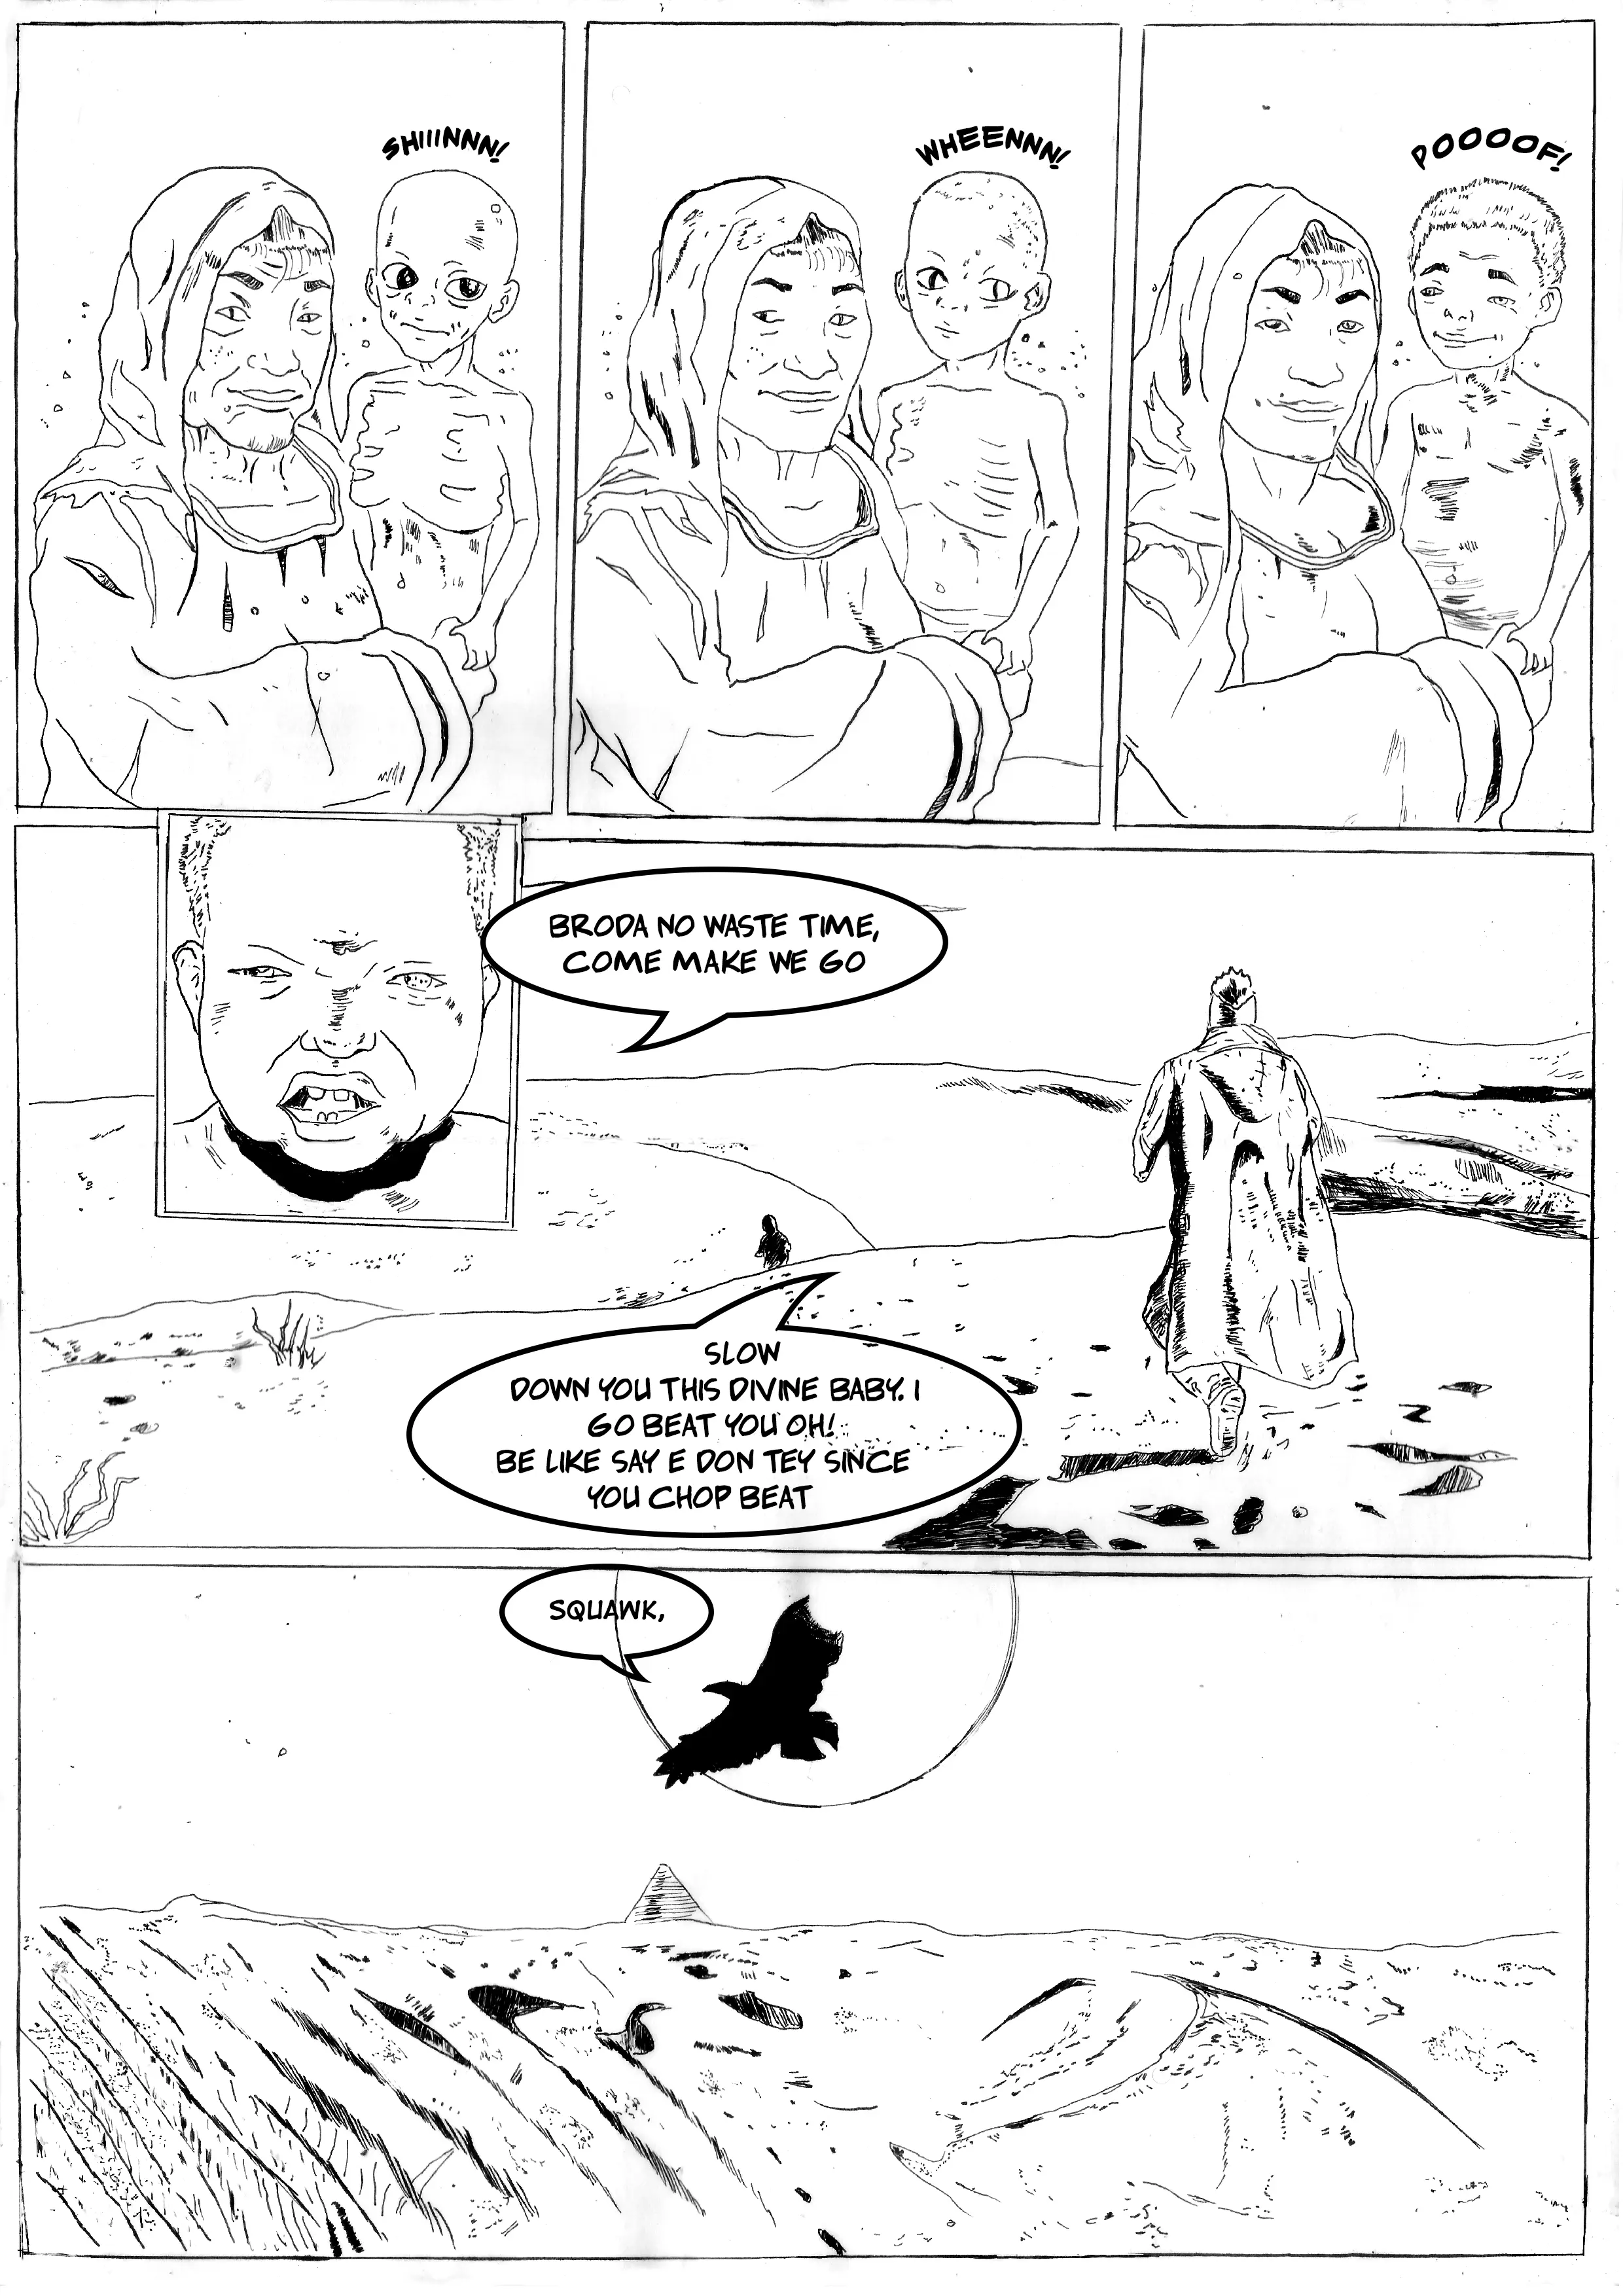 SHIIINNN!
WHEENNN!
POOOOF!
BRODA NO WASTE TIME,
COME MAKE WE GO
SLOW
DOWN YOU THIS DIVINE BABY. I
GO BEAT YOU OH!
BE LIKE SAY E DON TEY SINCE
YOU CHOP BEAT
SQUAWK,